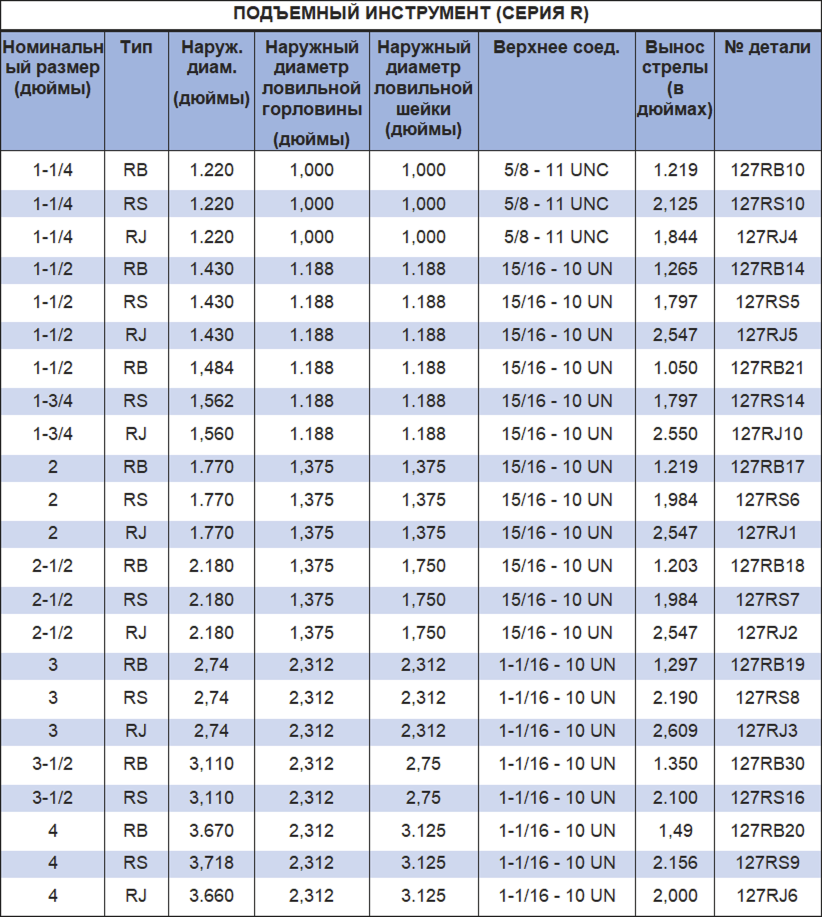 ПОДЪЕМНЫЙ ИНСТРУМЕНТ (СЕРИЯ R)
Номинальн ый размер (дюймы) Тип Наруж. диам. (дюймы) Наружный диаметр ловильной горловины (дюймы) Наружный диаметр ловильной шейки (дюймы) Верхнее соед. Вынос стрелы (в дюймах) № детали
1-1/4 RB 1.220 1,000 1,000 5/8 - 11 UNC 1.219 127RB10
1-1/4 RS 1.220 1,000 1,000 5/8 - 11 UNC 2,125 127RS10
1-1/4 RJ 1.220 1,000 1,000 5/8 - 11 UNC 1,844 127RJ4
1-1/2 RB 1.430 1.188 1.188 15/16 - 10 UN 1,265 127RB14
1-1/2 RS 1.430 1.188 1.188 15/16 - 10 UN 1,797 127RS5
1-1/2 RJ 1.430 1.188 1.188 15/16 - 10 UN 2,547 127RJ5
1-1/2 RB 1,484 1.188 1.188 15/16 - 10 UN 1.050 127RB21
1-3/4 RS 1,562 1.188 1.188 15/16 - 10 UN 1,797 127RS14
1-3/4 RJ 1,560 1.188 1.188 15/16 - 10 UN 2.550 127RJ10
2 RB 1.770 1,375 1,375 15/16 - 10 UN 1.219 127RB17
2 RS 1.770 1,375 1,375 15/16 - 10 UN 1,984 127RS6
2 RJ 1.770 1,375 1,375 15/16 - 10 UN 2,547 127RJ1
2-1/2 RB 2.180 1,375 1,750 15/16 - 10 UN 1.203 127RB18
2-1/2 RS 2.180 1,375 1,750 15/16 - 10 UN 1,984 127RS7
2-1/2 RJ 2.180 1,375 1,750 15/16 - 10 UN 2,547 127RJ2
3 RB 2,74 2,312 2,312 1-1/16 - 10 UN 1,297 127RB19
3 RS 2,74 2,312 2,312 1-1/16 - 10 UN 2.190 127RS8
3 RJ 2,74 2,312 2,312 1-1/16 - 10 UN 2,609 127RJ3
3-1/2 RB 3,110 2,312 2,75 1-1/16 - 10 UN 1.350 127RB30
3-1/2 RS 3,110 2,312 2,75 1-1/16 - 10 UN 2.100 127RS16
4 RB 3.670 2,312 3.125 1-1/16 - 10 UN 1,49 127RB20
4 RS 3,718 2,312 3.125 1-1/16 - 10 UN 2.156 127RS9
4 RJ 3.660 2,312 3.125 1-1/16 - 10 UN 2,000 127RJ6